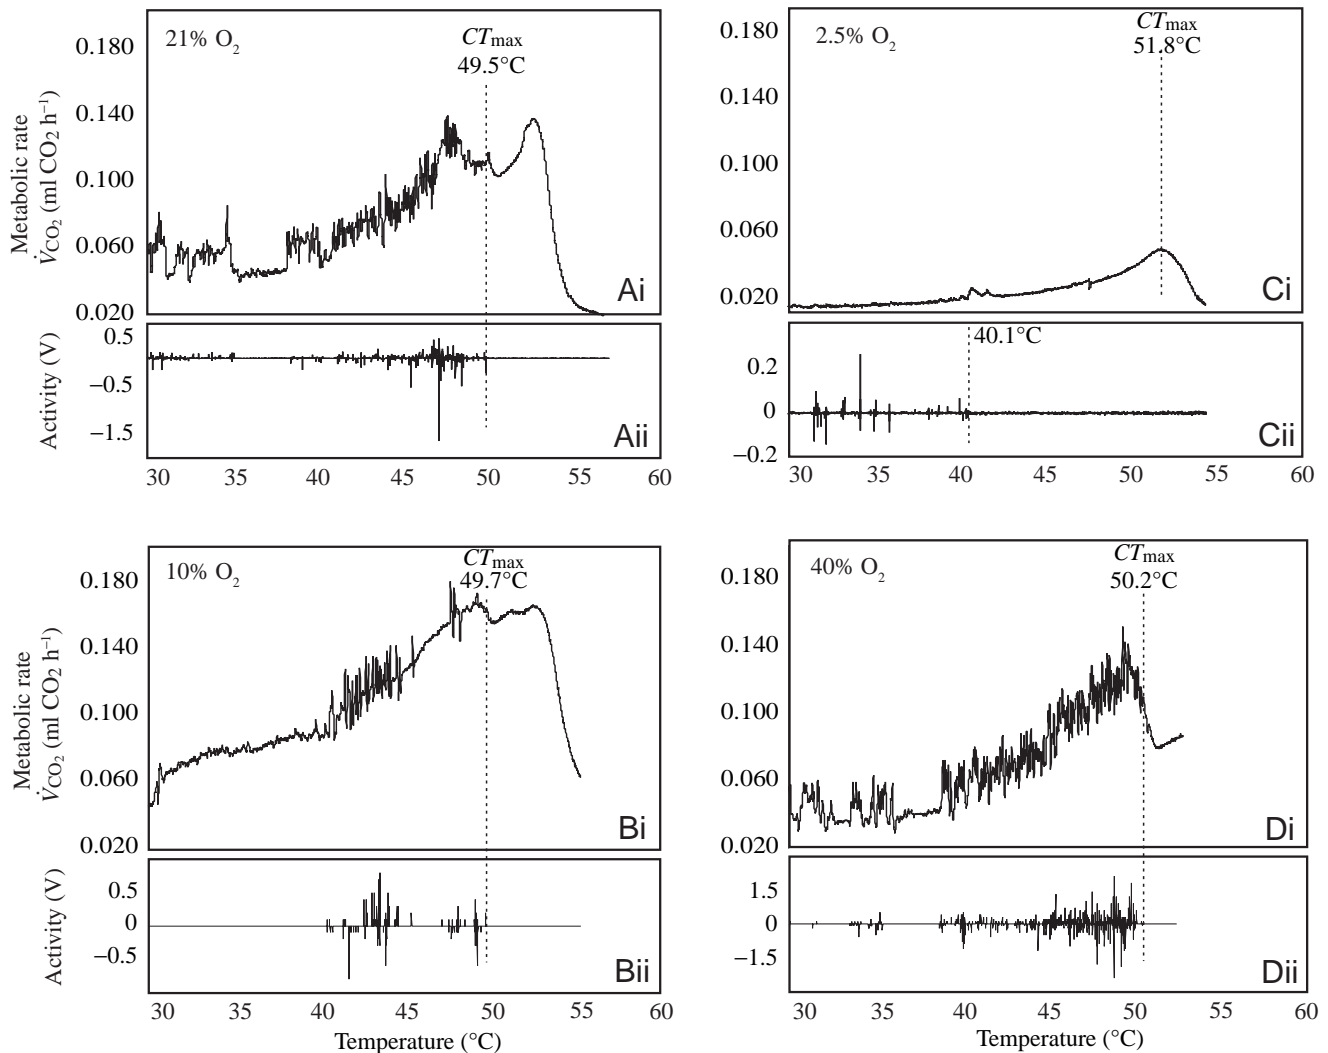 21% O₂
CTmax
49.5°C
0.180
0.140
0.100
0.060
0.020
Metabolic rate
V̇CO₂ (ml CO₂ h⁻¹)
Ai
0.5
−0.5
−1.5
Activity (V)
Aii
30 35 40 45 50 55 60
2.5% O₂
CTmax
51.8°C
0.180
0.140
0.100
0.060
0.020
Ci
40.1°C
0.2
0
−0.2
Cii
30 35 40 45 50 55 60
10% O₂
CTmax
49.7°C
0.180
0.140
0.100
0.060
0.020
Metabolic rate
V̇CO₂ (ml CO₂ h⁻¹)
Bi
0.5
0
−0.5
Activity (V)
Bii
30 35 40 45 50 55 60
Temperature (°C)
40% O₂
CTmax
50.2°C
0.180
0.140
0.100
0.060
0.020
Di
1.5
0
−1.5
Dii
30 35 40 45 50 55 60
Temperature (°C)